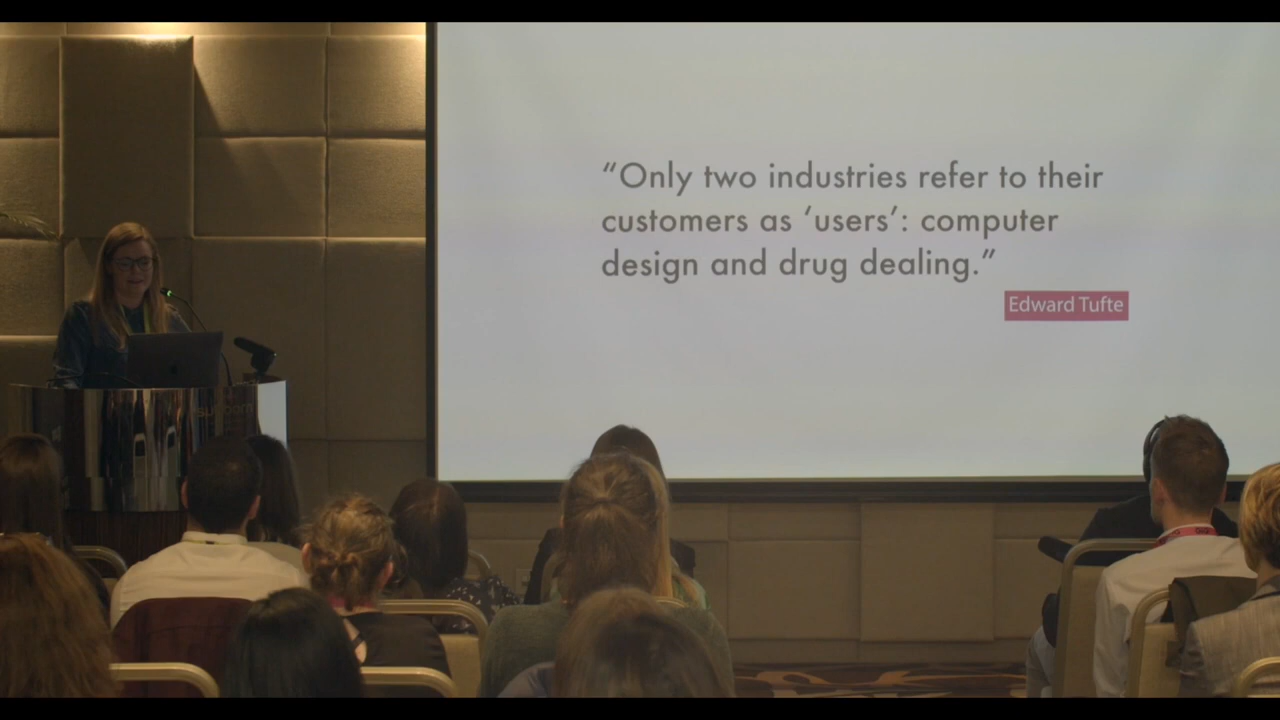 “Only two industries refer to their
customers as ‘users’: computer
design and drug dealing.”
Edward Tufte